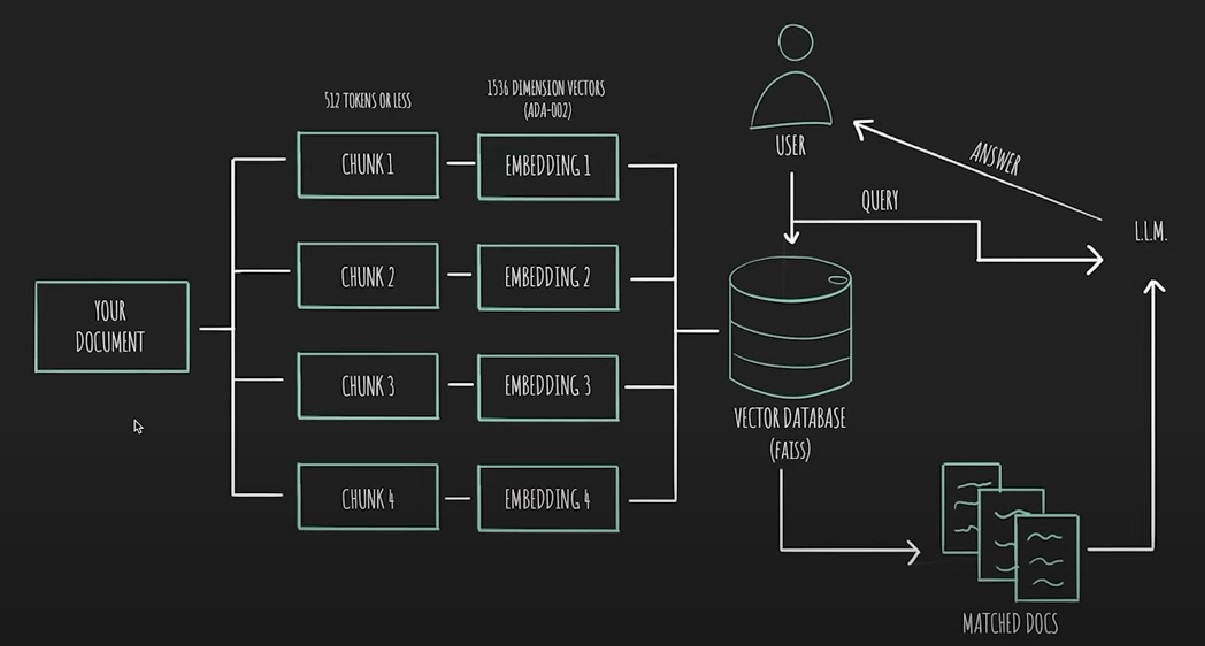 512 TOKENS OR LESS
1536 DIMENSION VECTORS
(ADA-002)
YOUR
DOCUMENT
CHUNK 1
EMBEDDING 1
CHUNK 2
EMBEDDING 2
CHUNK 3
EMBEDDING 3
CHUNK 4
EMBEDDING 4
USER
ANSWER
QUERY
L.L.M.
VECTOR DATABASE
(FAISS)
MATCHED DOCS